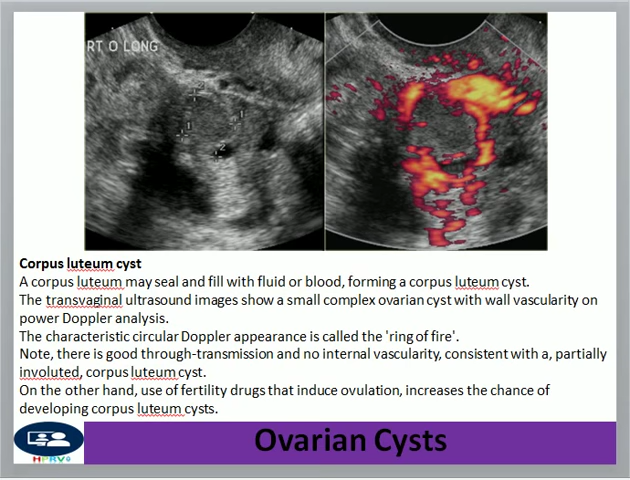 RT O LONG
2
1
1
2
Corpus luteum cyst
A corpus luteum may seal and fill with fluid or blood, forming a corpus luteum cyst.
The transvaginal ultrasound images show a small complex ovarian cyst with wall vascularity on
power Doppler analysis.
The characteristic circular Doppler appearance is called the 'ring of fire'.
Note, there is good through-transmission and no internal vascularity, consistent with a, partially
involuted, corpus luteum cyst.
On the other hand, use of fertility drugs that induce ovulation, increases the chance of
developing corpus luteum cysts.
Ovarian Cysts